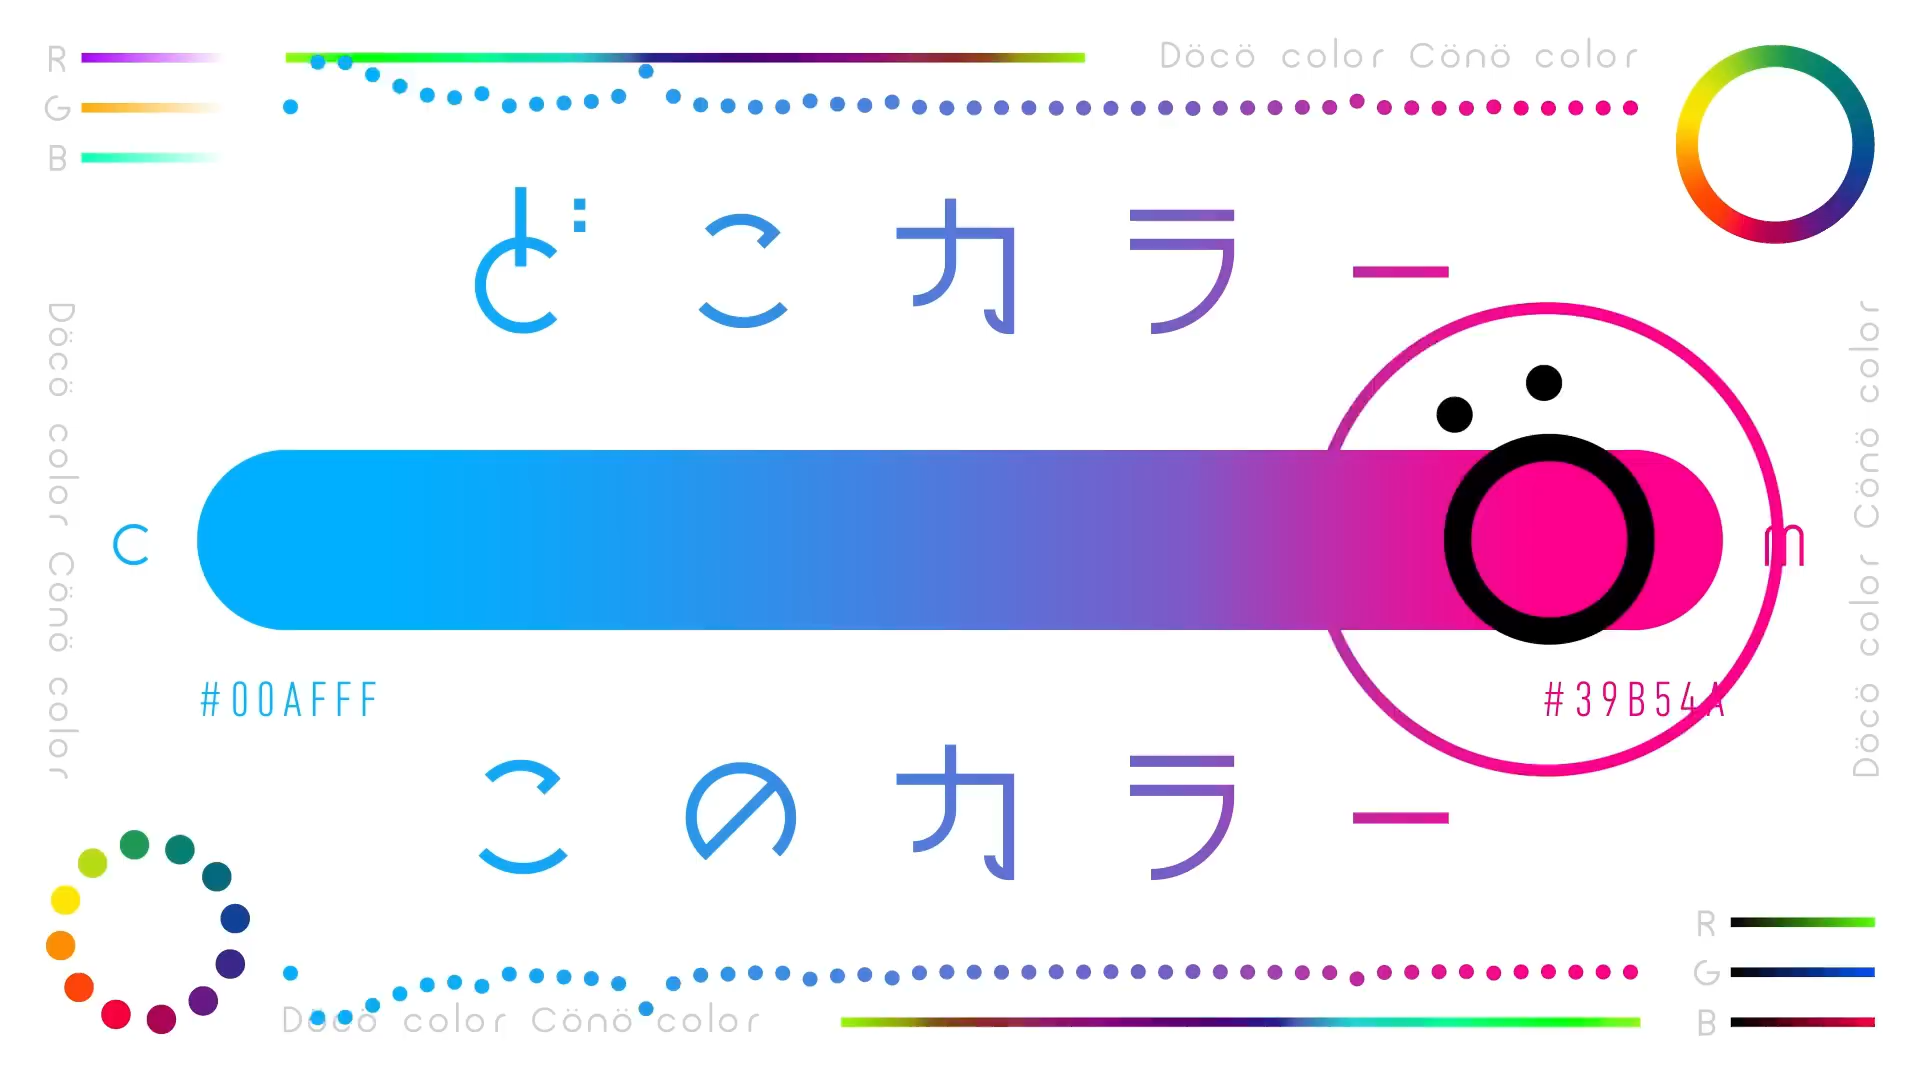 R
G
B
Döcö color Cönö color
どこカラー
Döcö color Cönö color
Döcö color Cönö color
c
m
#00AFFF
#39B54A
このカラー
Döcö color Cönö color
R
G
B